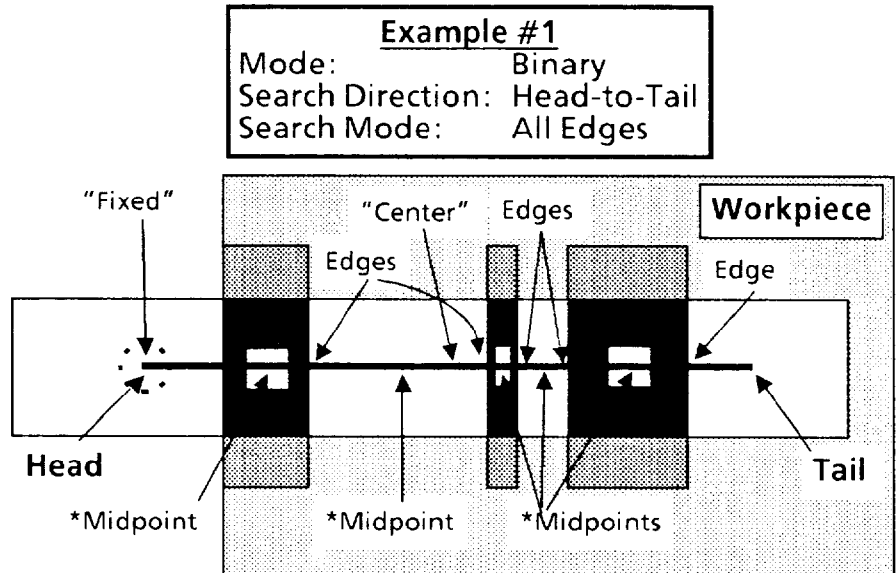 Example #1
Mode: Binary
Search Direction: Head-to-Tail
Search Mode: All Edges
"Fixed"
"Center"
Edges
Workpiece
Edges
Edge
Head
Tail
*Midpoint
*Midpoint
*Midpoints